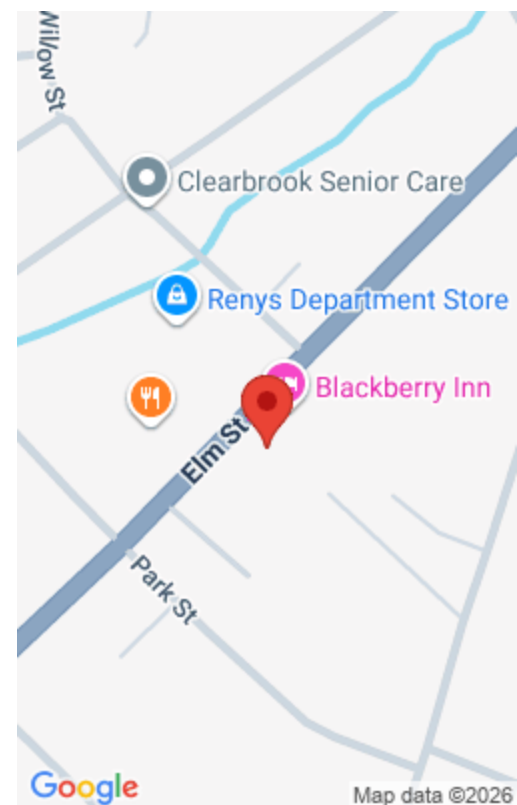 Willow St
Clearbrook Senior Care
Renys Department Store
Blackberry Inn
Elm St
Park St
Google
Map data ©2026